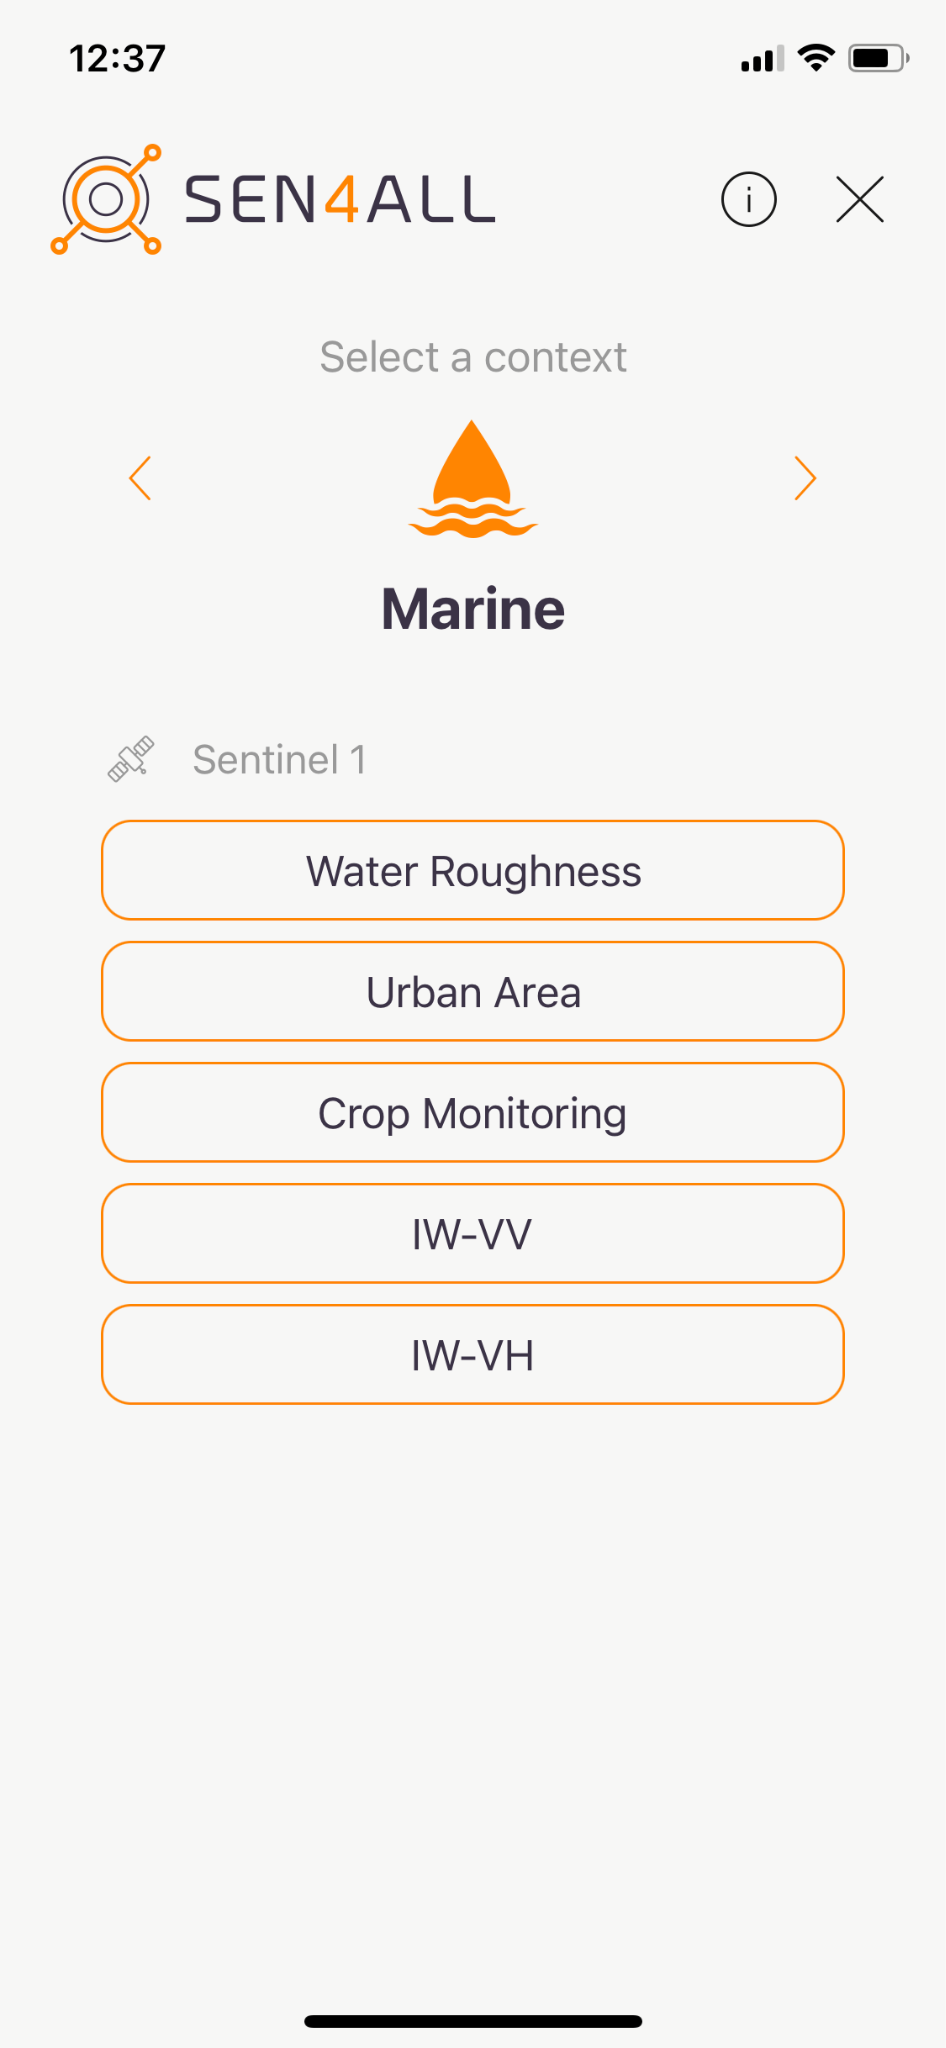 12:37
SEN4ALL
Select a context
Marine
Sentinel 1
Water Roughness
Urban Area
Crop Monitoring
IW-VV
IW-VH